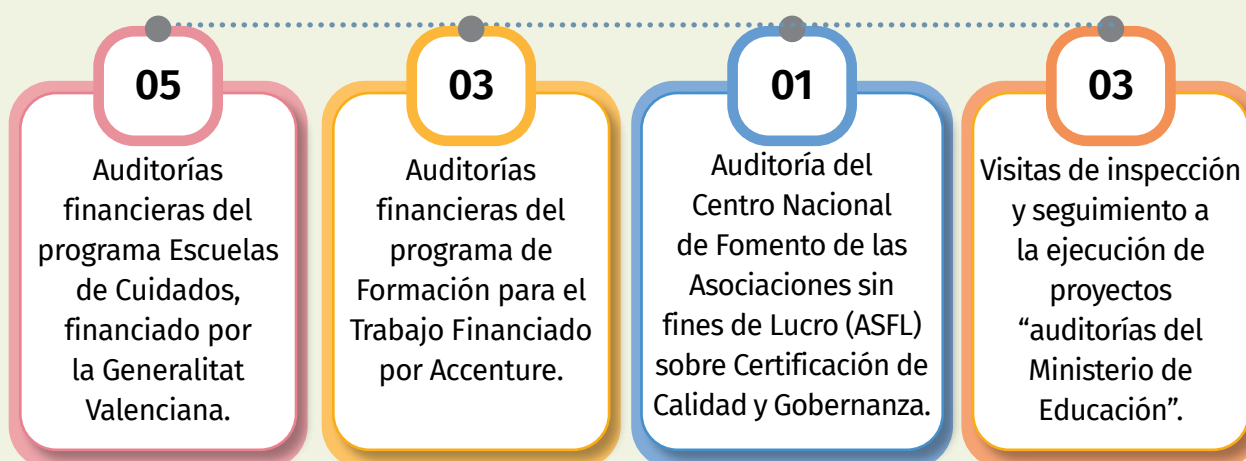 05
Auditorías
financieras del
programa Escuelas
de Cuidados,
financiado por
la Generalitat
Valenciana.
03
Auditorías
financieras del
programa de
Formación para el
Trabajo Financiado
por Accenture.
01
Auditoría del
Centro Nacional
de Fomento de las
Asociaciones sin
fines de Lucro (ASFL)
sobre Certificación de
Calidad y Gobernanza.
03
Visitas de inspección
y seguimiento a
la ejecución de
proyectos
“auditorías del
Ministerio de
Educación”.